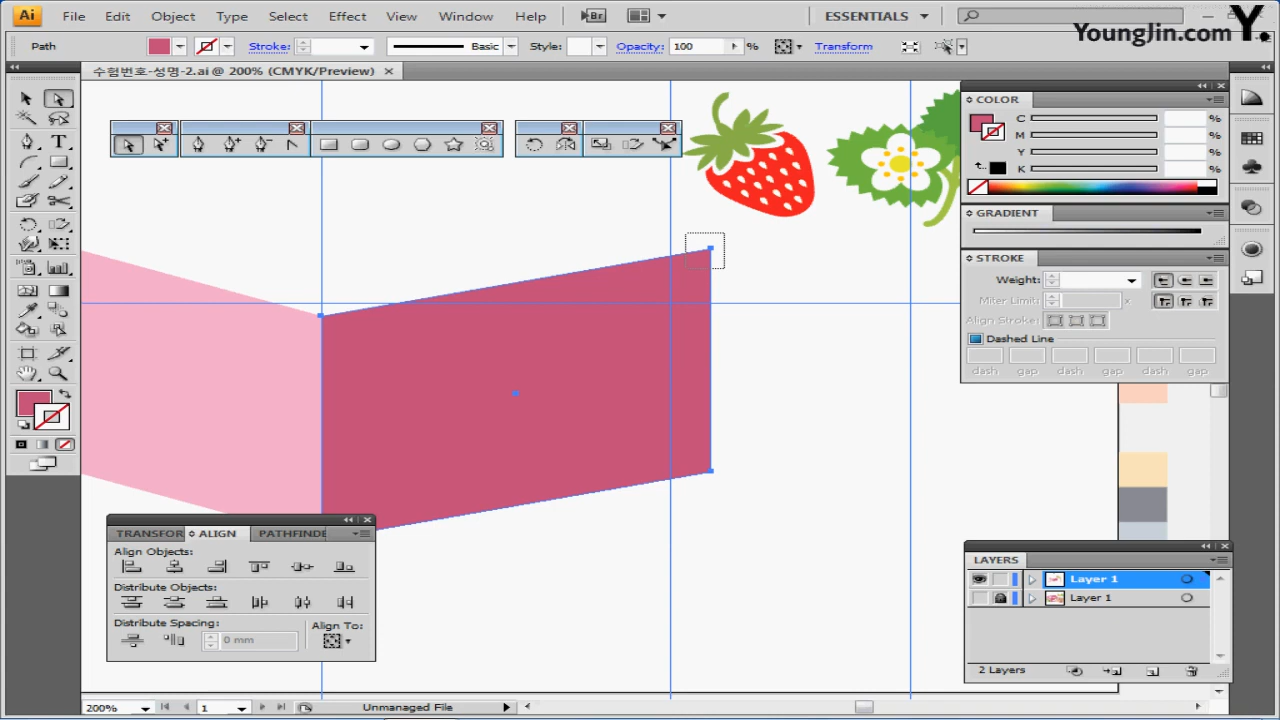 Ai File Edit Object Type Select Effect View Window Help Br ESSENTIALS
YoungJin.com Y.
Path Stroke: Basic Style: Opacity: 100 % Transform
수험번호-성명-2.ai @ 200% (CMYK/Preview)
COLOR
C %
M %
Y %
K %
GRADIENT
STROKE
Weight:
Miter Limit: x
Align Stroke:
Dashed Line
dash gap dash gap dash gap
TRANSFOR ALIGN PATHFINDE
Align Objects:
Distribute Objects:
Distribute Spacing: Align To:
0 mm
LAYERS
Layer 1
Layer 1
2 Layers
200% 1 Unmanaged File